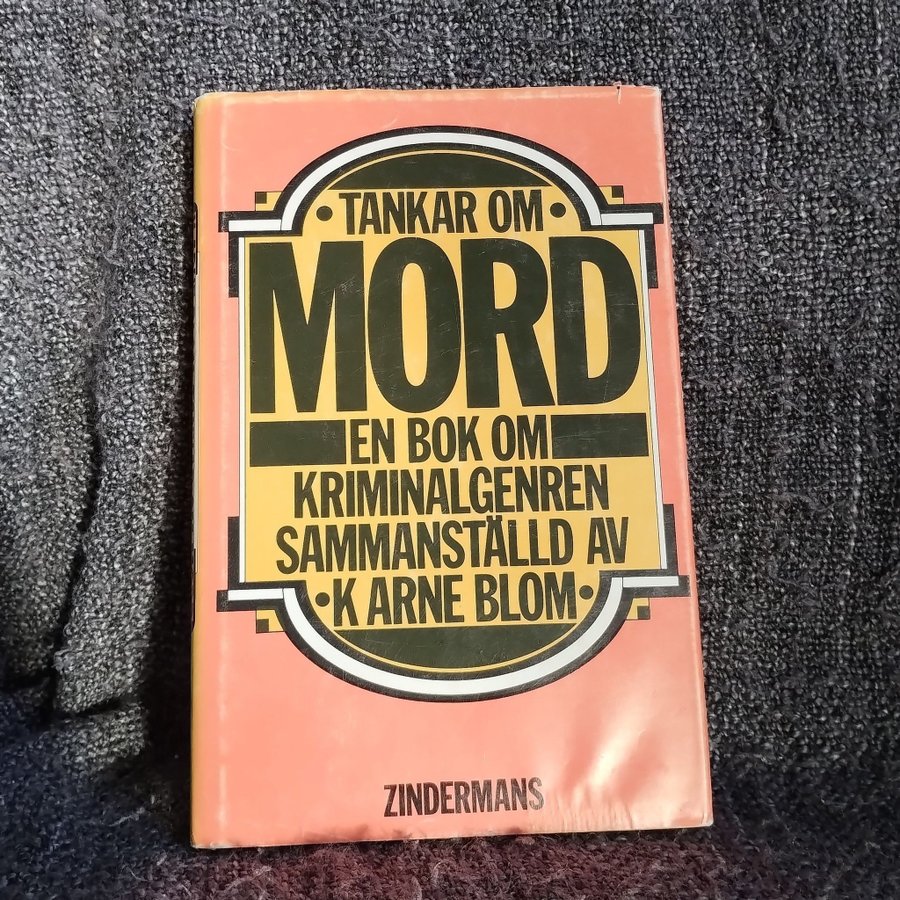 • TANKAR OM •
MORD
EN BOK OM
KRIMINALGENREN
SAMMANSTÄLLD AV
• K ARNE BLOM •
ZINDERMANS